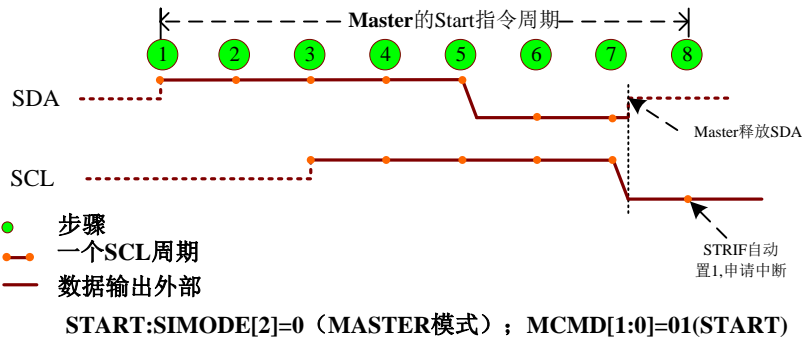 Master的Start指令周期
1 2 3 4 5 6 7 8
SDA
Master释放SDA
SCL
STRIF自动
置1,申请中断
步骤
一个SCL周期
数据输出外部
START:SIMODE[2]=0（MASTER模式）；MCMD[1:0]=01(START)